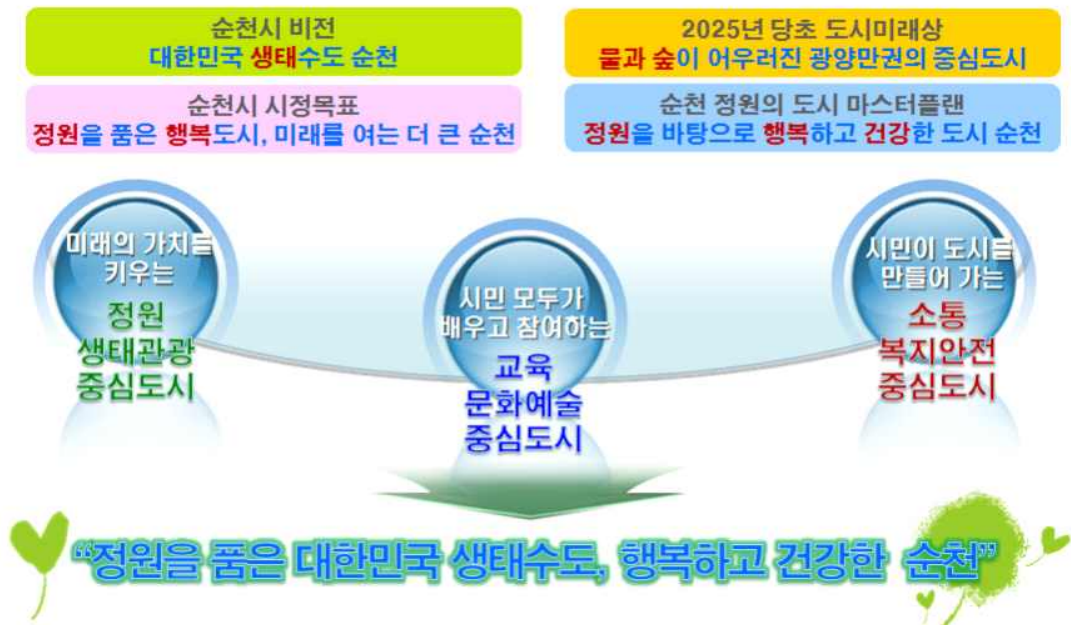 순천시 비전
대한민국 생태수도 순천
2025년 당초 도시미래상
물과 숲이 어우러진 광양만권의 중심도시
순천시 시정목표
정원을 품은 행복도시, 미래를 여는 더 큰 순천
순천 정원의 도시 마스터플랜
정원을 바탕으로 행복하고 건강한 도시 순천
미래의 가치를
키우는
정원
생태관광
중심도시
시민 모두가
배우고 참여하는
교육
문화예술
중심도시
시민이 도시를
만들어 가는
소통
복지안전
중심도시
“정원을 품은 대한민국 생태수도, 행복하고 건강한 순천”